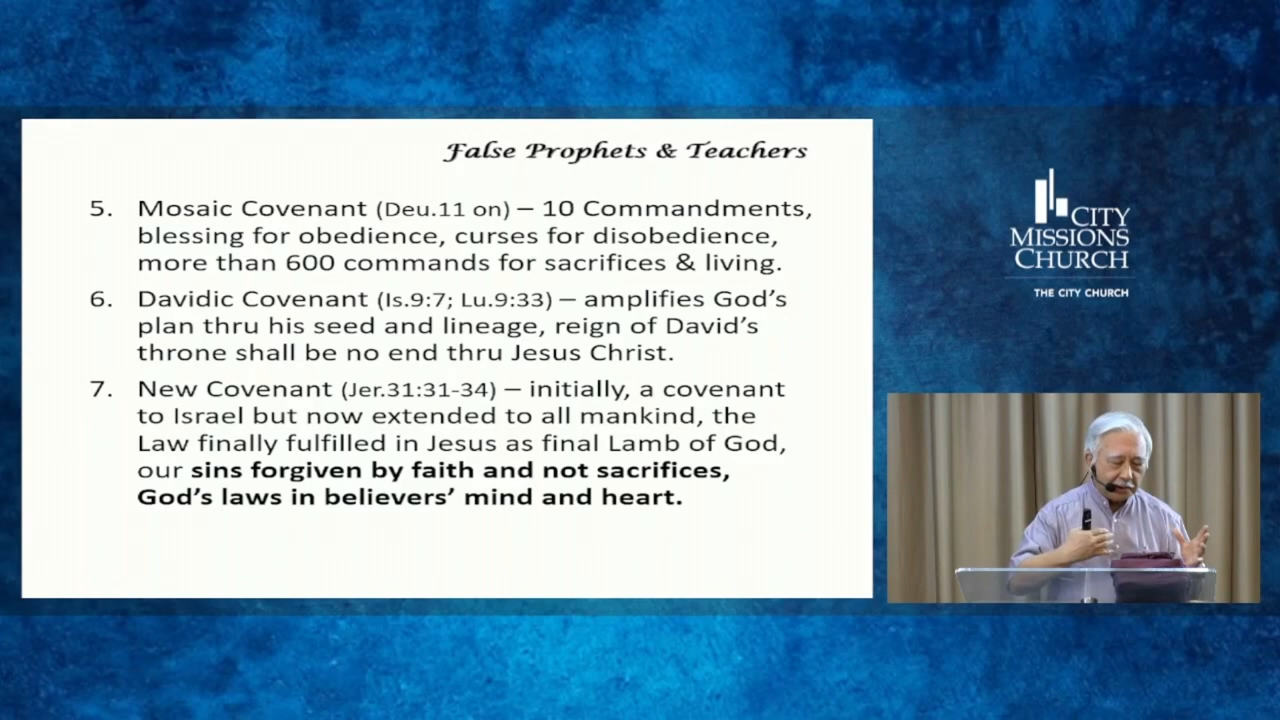 False Prophets & Teachers
5. Mosaic Covenant (Deu.11 on) – 10 Commandments,
blessing for obedience, curses for disobedience,
more than 600 commands for sacrifices & living.
6. Davidic Covenant (Is.9:7; Lu.9:33) – amplifies God’s
plan thru his seed and lineage, reign of David’s
throne shall be no end thru Jesus Christ.
7. New Covenant (Jer.31:31-34) – initially, a covenant
to Israel but now extended to all mankind, the
Law finally fulfilled in Jesus as final Lamb of God,
our sins forgiven by faith and not sacrifices,
God’s laws in believers’ mind and heart.
CITY
MISSIONS
CHURCH
THE CITY CHURCH